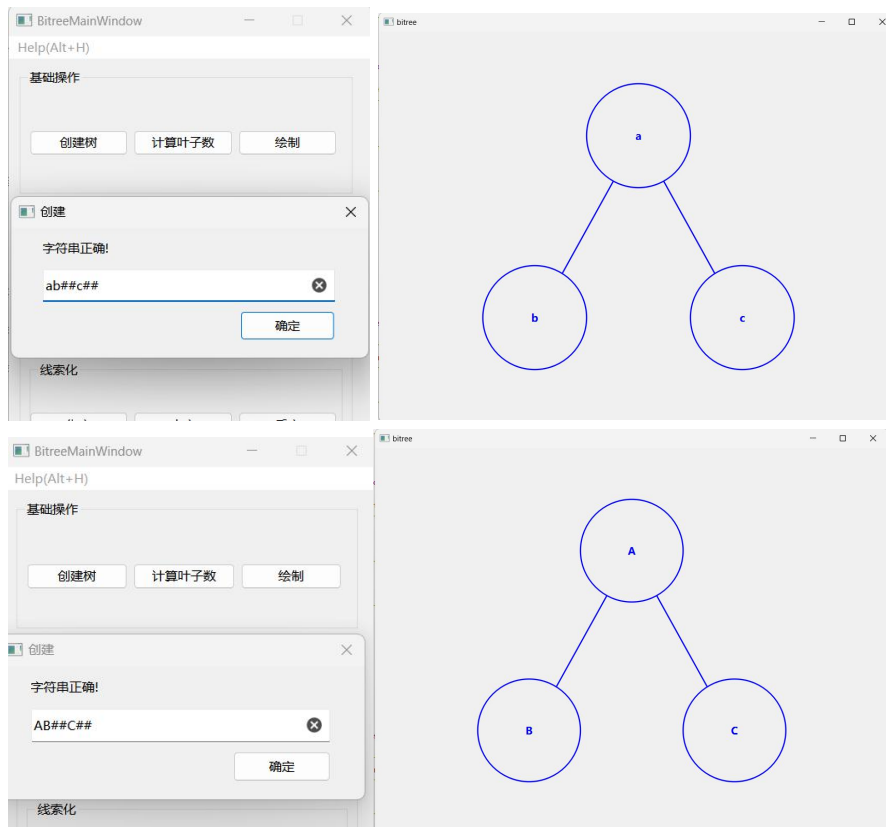 BitreeMainWindow
Help(Alt+H)
基础操作
创建树 计算叶子数 绘制
创建
字符串正确!
ab##c##
确定
线索化
bitree
a
b c
BitreeMainWindow
Help(Alt+H)
基础操作
创建树 计算叶子数 绘制
创建
字符串正确!
AB##C##
确定
线索化
bitree
A
B C